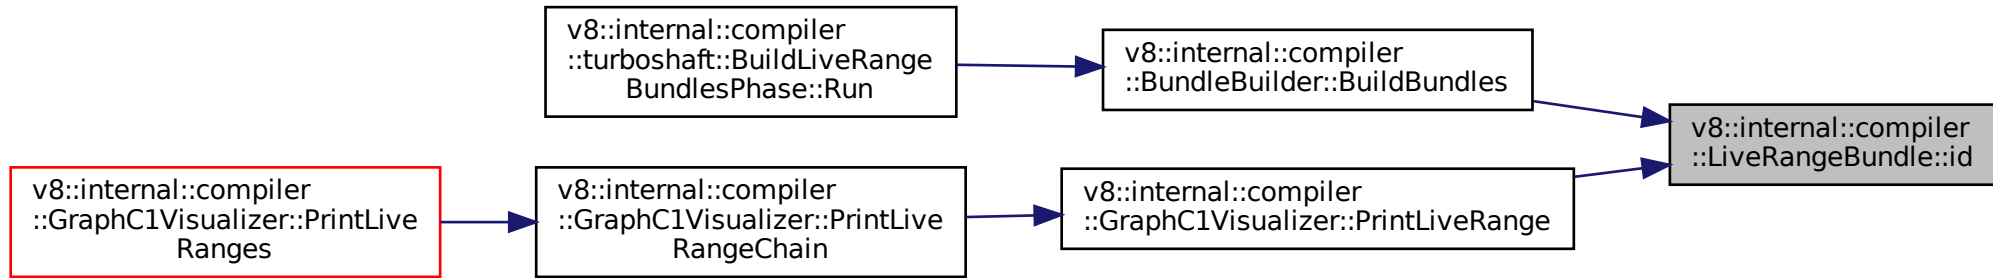 v8::internal::compiler
::turboshaft::BuildLiveRange
BundlesPhase::Run
v8::internal::compiler
::BundleBuilder::BuildBundles
v8::internal::compiler
::LiveRangeBundle::id
v8::internal::compiler
::GraphC1Visualizer::PrintLive
Ranges
v8::internal::compiler
::GraphC1Visualizer::PrintLive
RangeChain
v8::internal::compiler
::GraphC1Visualizer::PrintLiveRange